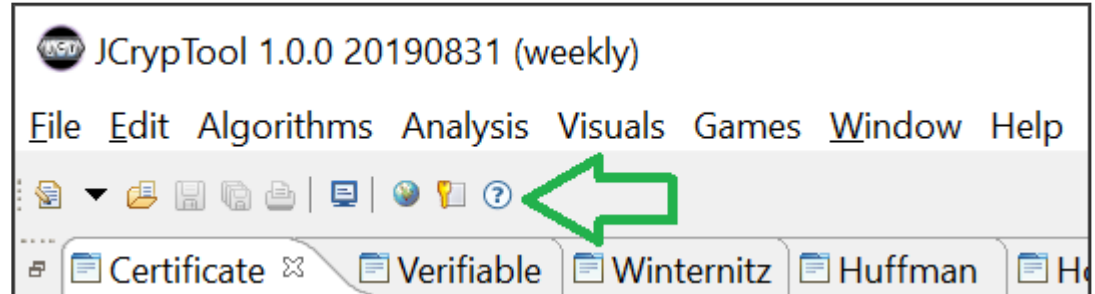 JCrypTool 1.0.0 20190831 (weekly)
File Edit Algorithms Analysis Visuals Games Window Help
Certificate Verifiable Winternitz Huffman